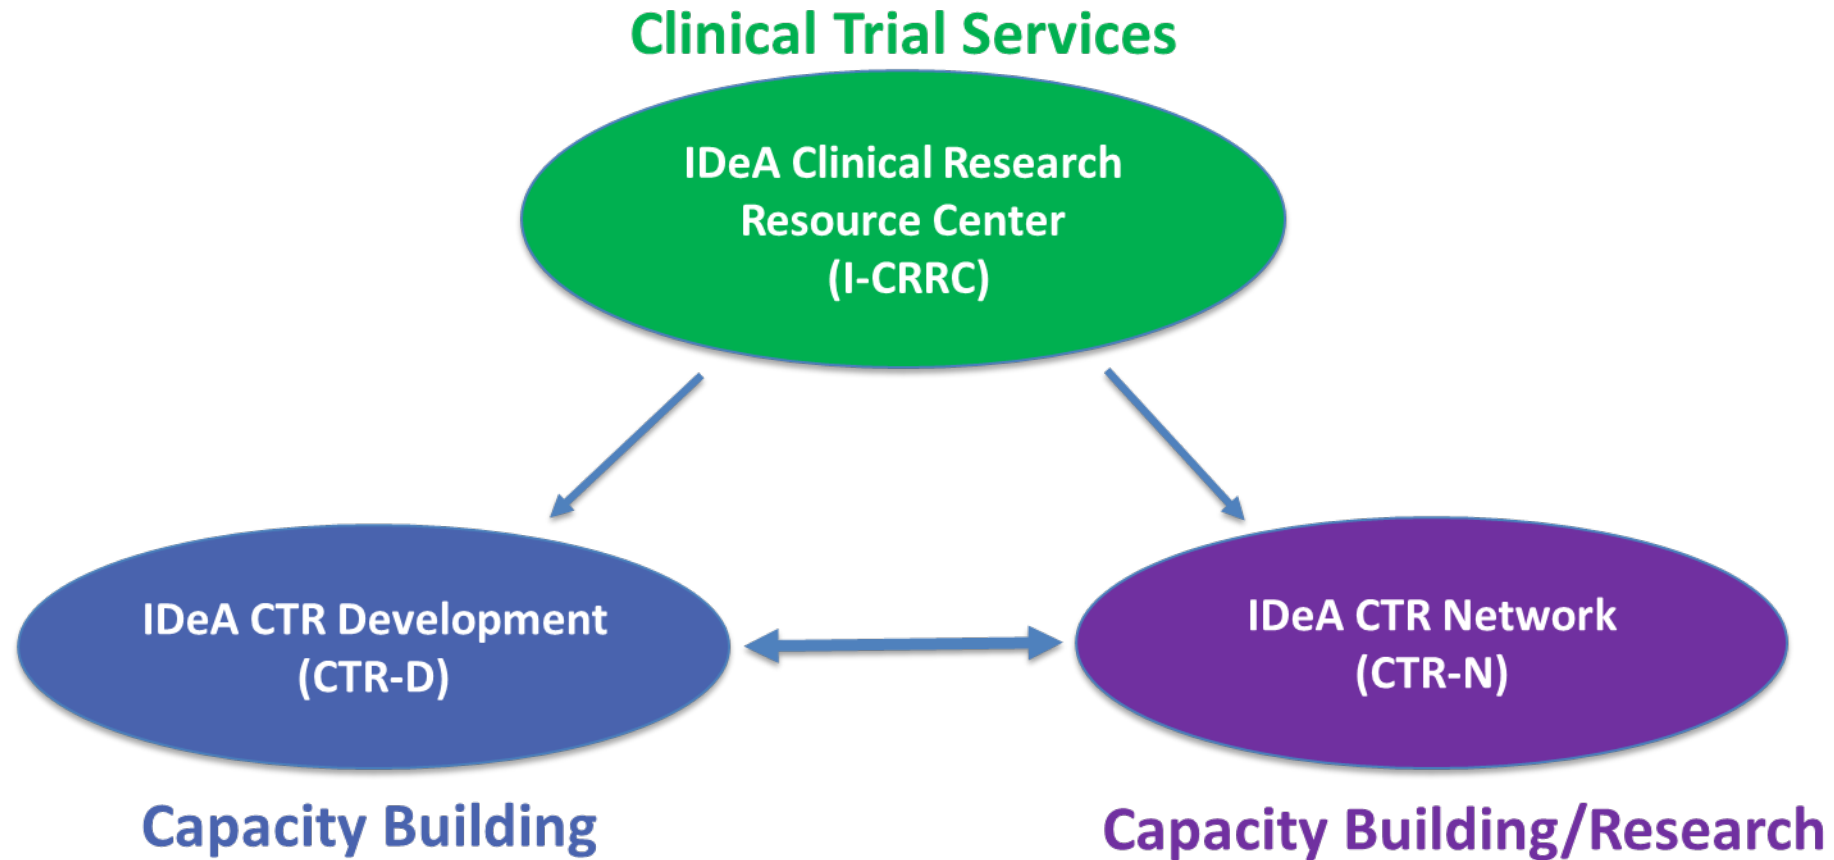 Clinical Trial Services
IDeA Clinical Research
Resource Center
(I-CRRC)
IDeA CTR Development
(CTR-D)
IDeA CTR Network
(CTR-N)
Capacity Building
Capacity Building/Research